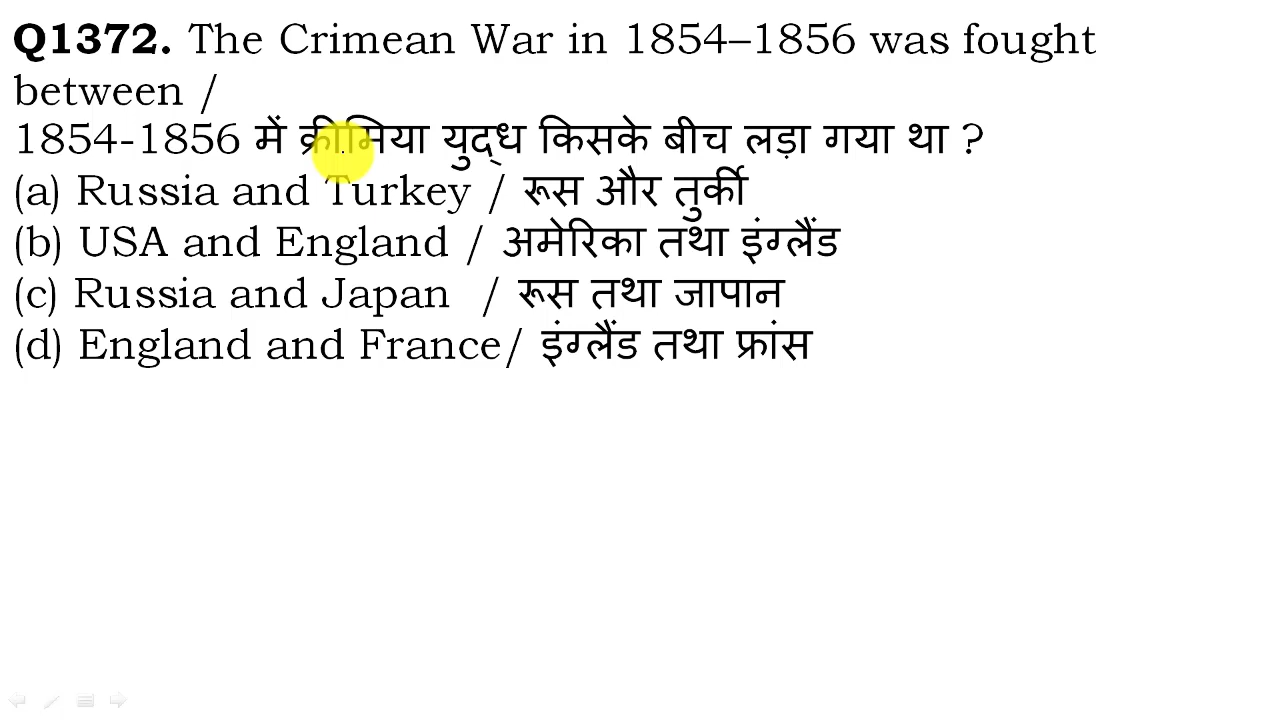 Q1372. The Crimean War in 1854–1856 was fought
between /
1854-1856 में क्रीमिया युद्ध किसके बीच लड़ा गया था ?
(a) Russia and Turkey / रूस और तुर्की
(b) USA and England / अमेरिका तथा इंग्लैंड
(c) Russia and Japan / रूस तथा जापान
(d) England and France/ इंग्लैंड तथा फ्रांस